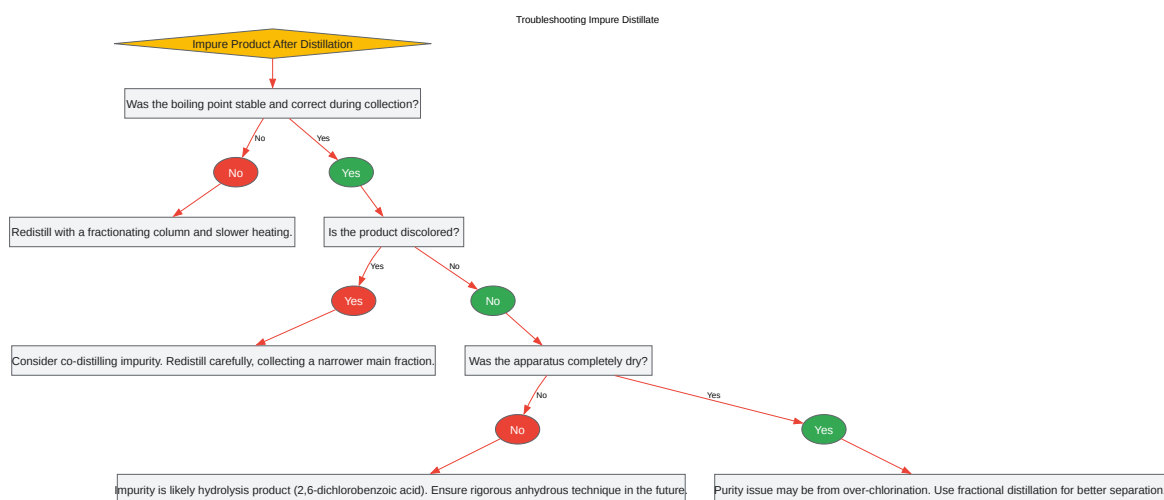 Troubleshooting Impure Distillate
Impure Product After Distillation
Was the boiling point stable and correct during collection?
No
Yes
No
Yes
Redistill with a fractionating column and slower heating.
Is the product discolored?
Yes
No
Yes
No
Consider co-distilling impurity. Redistill carefully, collecting a narrower main fraction.
Was the apparatus completely dry?
No
Yes
No
Yes
Impurity is likely hydrolysis product (2,6-dichlorobenzoic acid). Ensure rigorous anhydrous technique in the future.
Purity issue may be from over-chlorination. Use fractional distillation for better separation